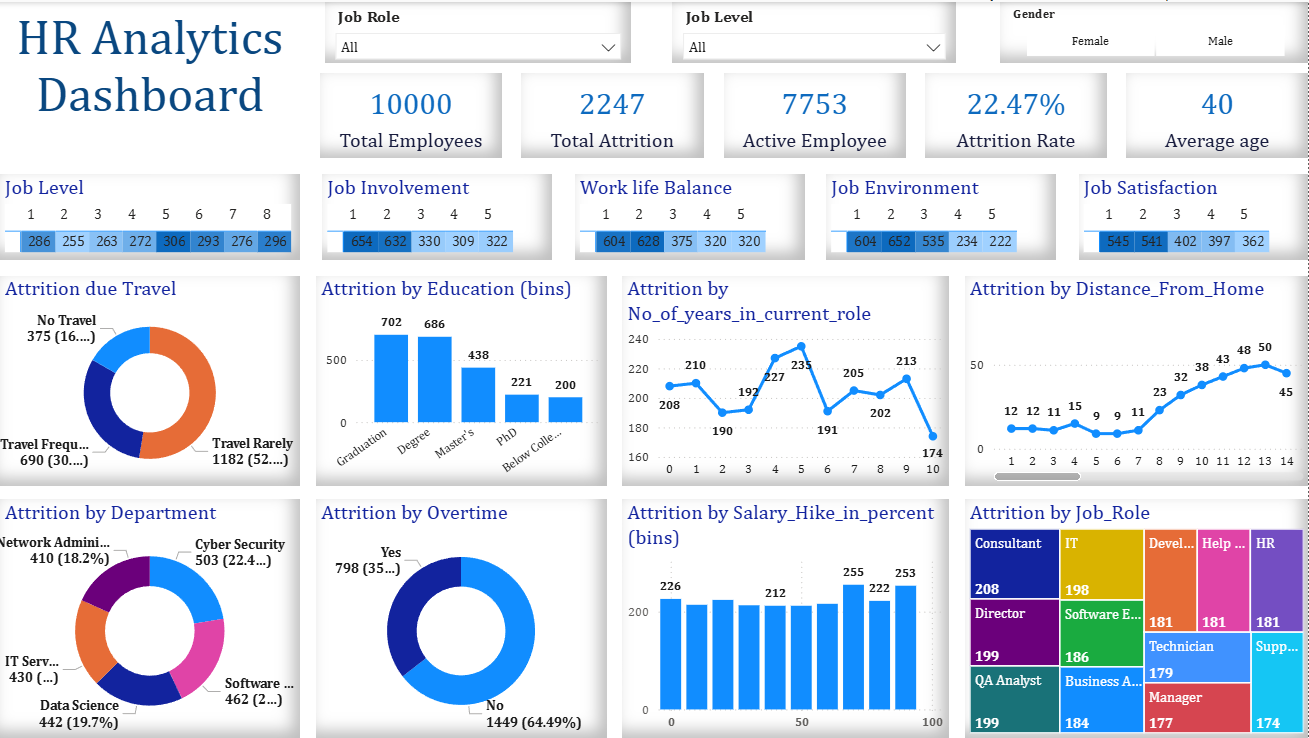 HR Analytics
Dashboard
Job Role
All
Job Level
All
Gender
Female
Male
10000
Total Employees
2247
Total Attrition
7753
Active Employee
22.47%
Attrition Rate
40
Average age
Job Level
1 2 3 4 5 6 7 8
286 255 263 272 306 293 276 296
Job Involvement
1 2 3 4 5
654 632 330 309 322
Work life Balance
1 2 3 4 5
604 628 375 320 320
Job Environment
1 2 3 4 5
604 652 535 234 222
Job Satisfaction
1 2 3 4 5
545 541 402 397 362
Attrition due Travel
No Travel
375 (16....)
Travel Frequ...
690 (30....)
Travel Rarely
1182 (52....)
Attrition by Education (bins)
500
0
702
686
438
221
200
Graduation
Degree
Master's
PhD
Below Colle...
Attrition by
No_of_years_in_current_role
240
220
200
180
160
208
210
190
192
227
235
191
205
202
213
174
0 1 2 3 4 5 6 7 8 9 10
Attrition by Distance_From_Home
50
0
12 12 11 15 9 9 11 23 32 38 43 48 50 45
1 2 3 4 5 6 7 8 9 10 11 12 13 14
Attrition by Department
Network Admini...
410 (18.2%)
Cyber Security
503 (22.4...)
IT Serv...
430 (...)
Software ...
462 (2...)
Data Science
442 (19.7%)
Attrition by Overtime
Yes
798 (35...)
No
1449 (64.49%)
Attrition by Salary_Hike_in_percent
(bins)
200
0
226
212
255
222
253
0 50 100
Attrition by Job_Role
Consultant
208
Director
199
QA Analyst
199
IT
198
Software E...
186
Business A...
184
Devel...
181
Help ...
181
HR
181
Technician
179
Manager
177
Supp...
174